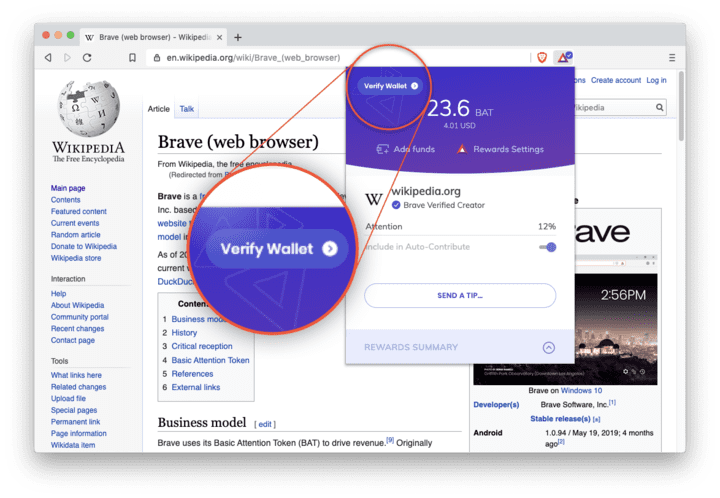 Brave (web browser) - Wikipedia
en.wikipedia.org/wiki/Brave_(web_browser)
Create account
Log in
WIKIPEDIA
The Free Encyclopedia
Main page
Contents
Featured content
Current events
Random article
Donate to Wikipedia
Wikipedia store
Interaction
Help
About Wikipedia
Community portal
Recent changes
Contact page
Tools
What links here
Related changes
Upload file
Special pages
Permanent link
Page information
Wikidata item
Article
Talk
Brave (web browser)
From Wikipedia, the free encyclopedia
(Redirected from
Brave is a
Inc. based
website
model in
As of 20
current
DuckDuc
Contents
1 Business mod
2 History
3 Critical reception
4 Basic Attention Token
5 References
6 External links
Business model [ edit ]
Brave uses its Basic Attention Token (BAT) to drive revenue.[9] Originally
Verify Wallet
Verify Wallet
23.6 BAT
4.01 USD
Add funds
Rewards Settings
W wikipedia.org
Brave Verified Creator
Attention 12%
Include in Auto-Contribute
SEND A TIP...
REWARDS SUMMARY
2:56PM
Brave on Windows 10
Developer(s) Brave Software, Inc.[1]
Stable release(s) [±]
Android 1.0.94 / May 19, 2019; 4 months
ago[2]